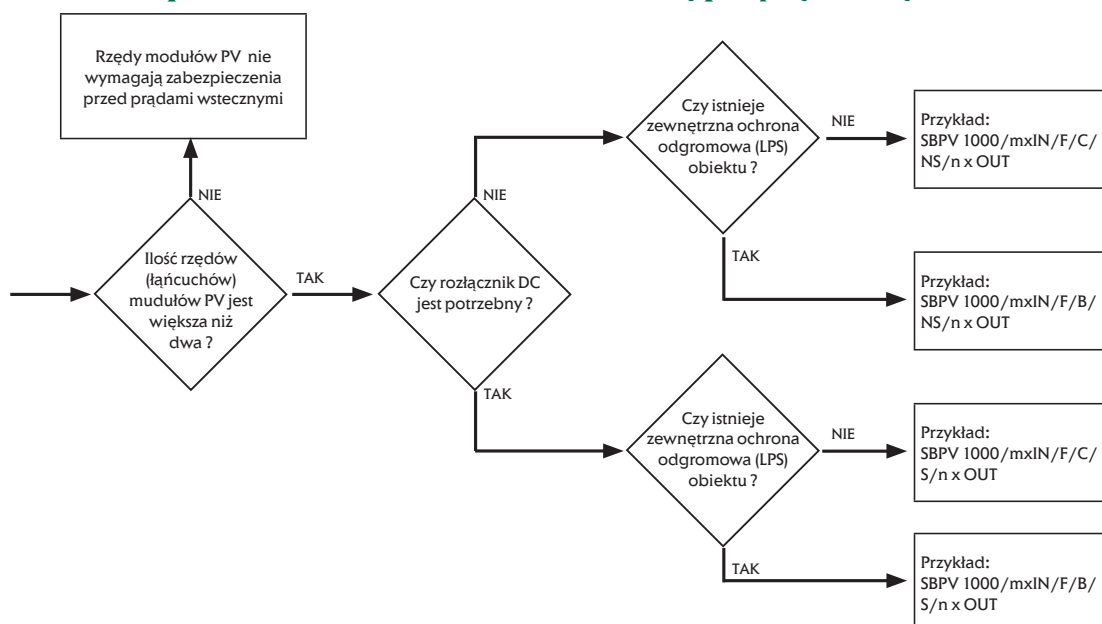 Rzędy modułów PV nie
wymagają zabezpieczenia
przed prądami wstecznymi
NIE
Ilość rzędów
(łąńcuchów)
mudułów PV jest
większa niż
dwa ?
TAK
Czy rozłącznik DC
jest potrzebny ?
NIE
Czy istnieje
zewnętrzna ochrona
odgromowa (LPS)
obiektu ?
NIE
Przykład:
SBPV 1000/mxIN/F/C/
NS/n x OUT
TAK
Przykład:
SBPV 1000/mxIN/F/B/
NS/n x OUT
TAK
Czy istnieje
zewnętrzna ochrona
odgromowa (LPS)
obiektu ?
NIE
Przykład:
SBPV 1000/mxIN/F/C/
S/n x OUT
TAK
Przykład:
SBPV 1000/mxIN/F/B/
S/n x OUT